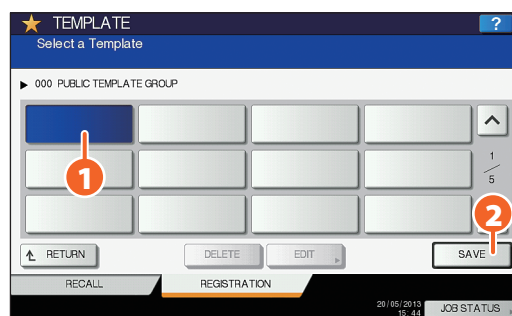 TEMPLATE
?
Select a Template
000 PUBLIC TEMPLATE GROUP
1
1
5
2
RETURN
DELETE
EDIT
SAVE
RECALL
REGISTRATION
20/05/2013
15:44
JOB STATUS